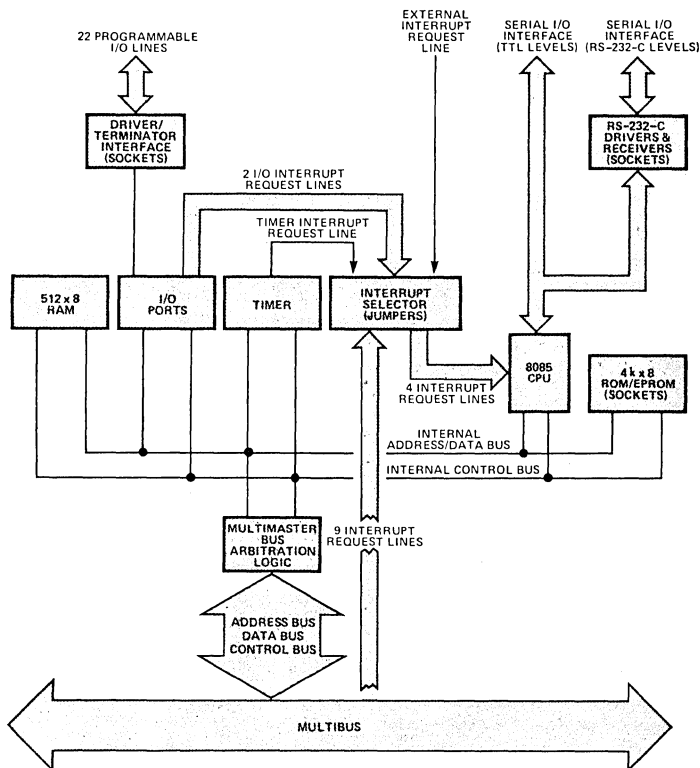 22 PROGRAMMABLE
I/O LINES
EXTERNAL
INTERRUPT
REQUEST
LINE
SERIAL I/O
INTERFACE
(TTL LEVELS)
SERIAL I/O
INTERFACE
(RS-232-C LEVELS)
DRIVER/
TERMINATOR
INTERFACE
(SOCKETS)
RS-232-C
DRIVERS &
RECEIVERS
(SOCKETS)
2 I/O INTERRUPT
REQUEST LINES
TIMER INTERRUPT
REQUEST LINE
512 x 8
RAM
I/O
PORTS
TIMER
INTERRUPT
SELECTOR
(JUMPERS)
8085
CPU
4k x 8
ROM/EPROM
(SOCKETS)
4 INTERRUPT
REQUEST LINES
INTERNAL
ADDRESS/DATA BUS
INTERNAL CONTROL BUS
MULTIMASTER
BUS
ARBITRATION
LOGIC
9 INTERRUPT
REQUEST LINES
ADDRESS BUS
DATA BUS
CONTROL BUS
MULTIBUS